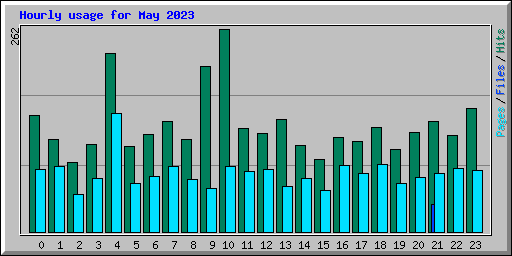 Hourly usage for May 2023
262
Pages / Files / Hits
0 1 2 3 4 5 6 7 8 9 10 11 12 13 14 15 16 17 18 19 20 21 22 23